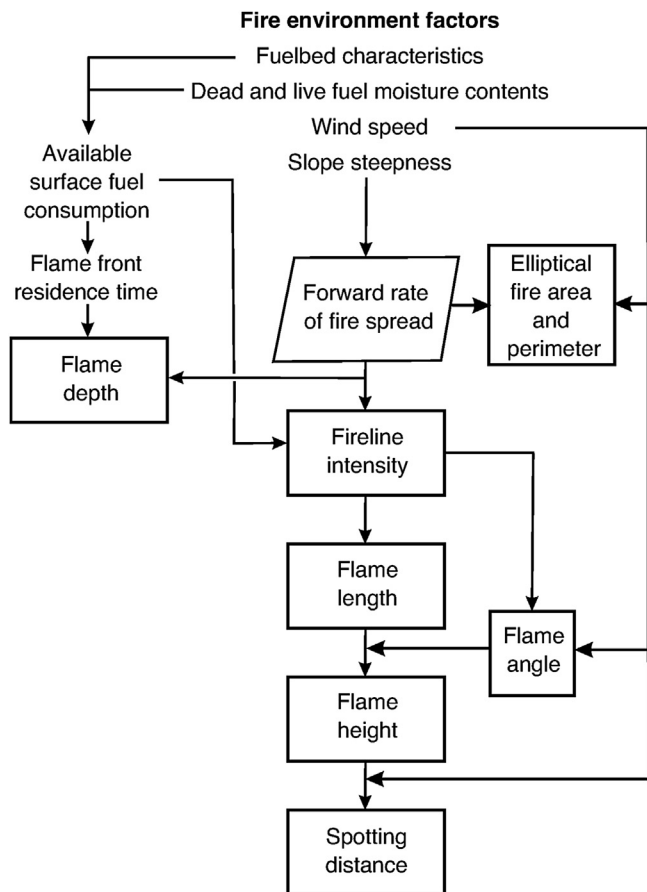 Fire environment factors
Fuelbed characteristics
Dead and live fuel moisture contents
Wind speed
Slope steepness
Available
surface fuel
consumption
Flame front
residence time
Flame
depth
Forward rate
of fire spread
Elliptical
fire area
and
perimeter
Fireline
intensity
Flame
length
Flame
angle
Flame
height
Spotting
distance